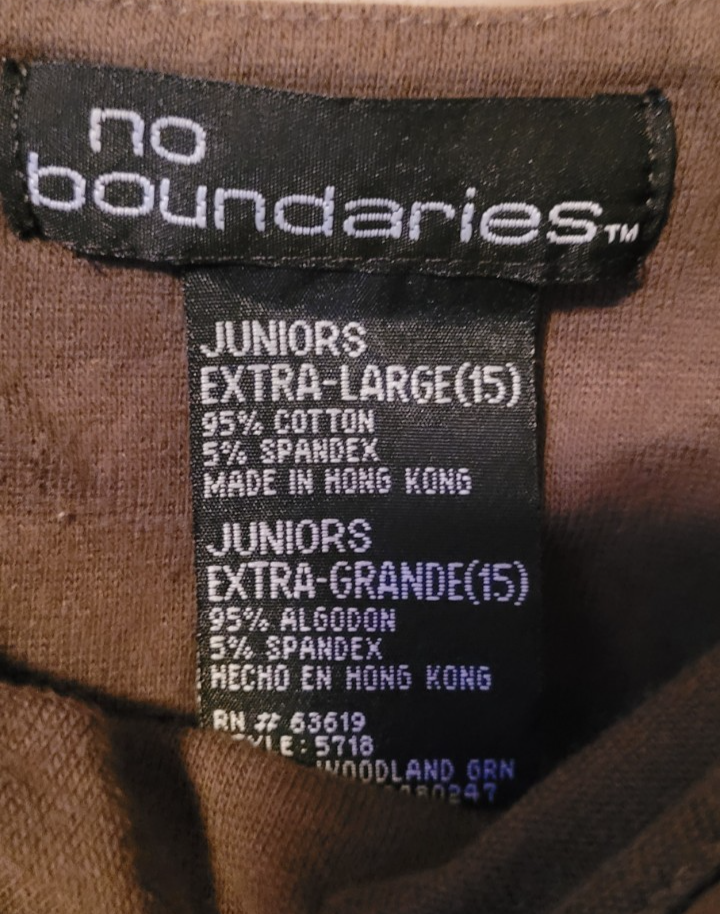 no
boundaries™
JUNIORS
EXTRA-LARGE(15)
95% COTTON
5% SPANDEX
MADE IN HONG KONG
JUNIORS
EXTRA-GRANDE(15)
95% ALGODON
5% SPANDEX
HECHO EN HONG KONG
RN # 63619
5718
WOODLAND GRN